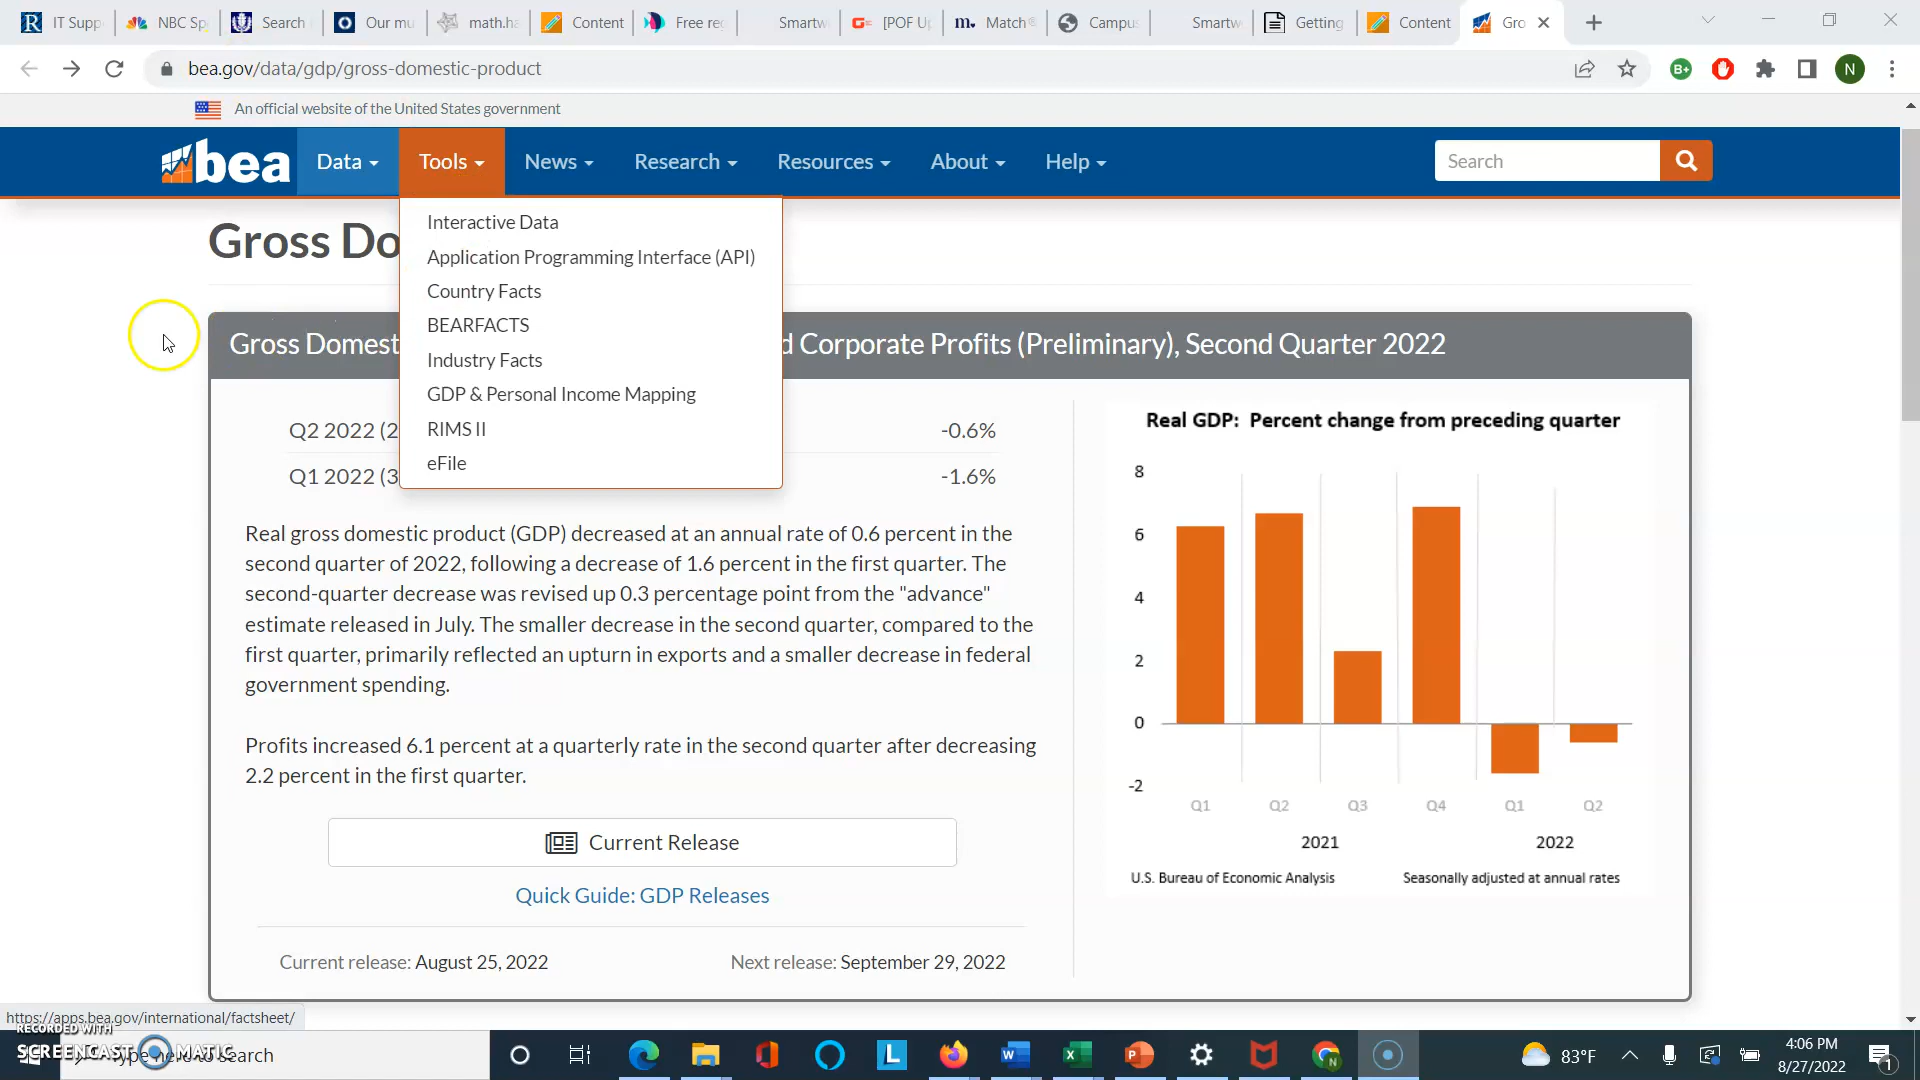 IT Supp
NBC Sp
Search
Our mu
math.ha
Content
Free re
Smartw
[POF Up
Match
Campus
Smartw
Getting
Content
Gro
bea.gov/data/gdp/gross-domestic-product
B+
N
An official website of the United States government
bea
Data
Tools
News
Research
Resources
About
Help
Search
Interactive Data
Application Programming Interface (API)
Country Facts
BEARFACTS
Industry Facts
GDP & Personal Income Mapping
RIMS II
eFile
Gross Do
Gross Domest
d Corporate Profits (Preliminary), Second Quarter 2022
Q2 2022 (2
-0.6%
Q1 2022 (3
-1.6%
Real gross domestic product (GDP) decreased at an annual rate of 0.6 percent in the
second quarter of 2022, following a decrease of 1.6 percent in the first quarter. The
second-quarter decrease was revised up 0.3 percentage point from the "advance"
estimate released in July. The smaller decrease in the second quarter, compared to the
first quarter, primarily reflected an upturn in exports and a smaller decrease in federal
government spending.
Profits increased 6.1 percent at a quarterly rate in the second quarter after decreasing
2.2 percent in the first quarter.
Current Release
Quick Guide: GDP Releases
Current release: August 25, 2022
Next release: September 29, 2022
Real GDP: Percent change from preceding quarter
8
6
4
2
0
-2
Q1 Q2 Q3 Q4 Q1 Q2
2021 2022
U.S. Bureau of Economic Analysis
Seasonally adjusted at annual rates
https://apps.bea.gov/international/factsheet/
RECORDED WITH
SCREENCAST MATIC
Type here to search
83°F
4:06 PM
8/27/2022
1